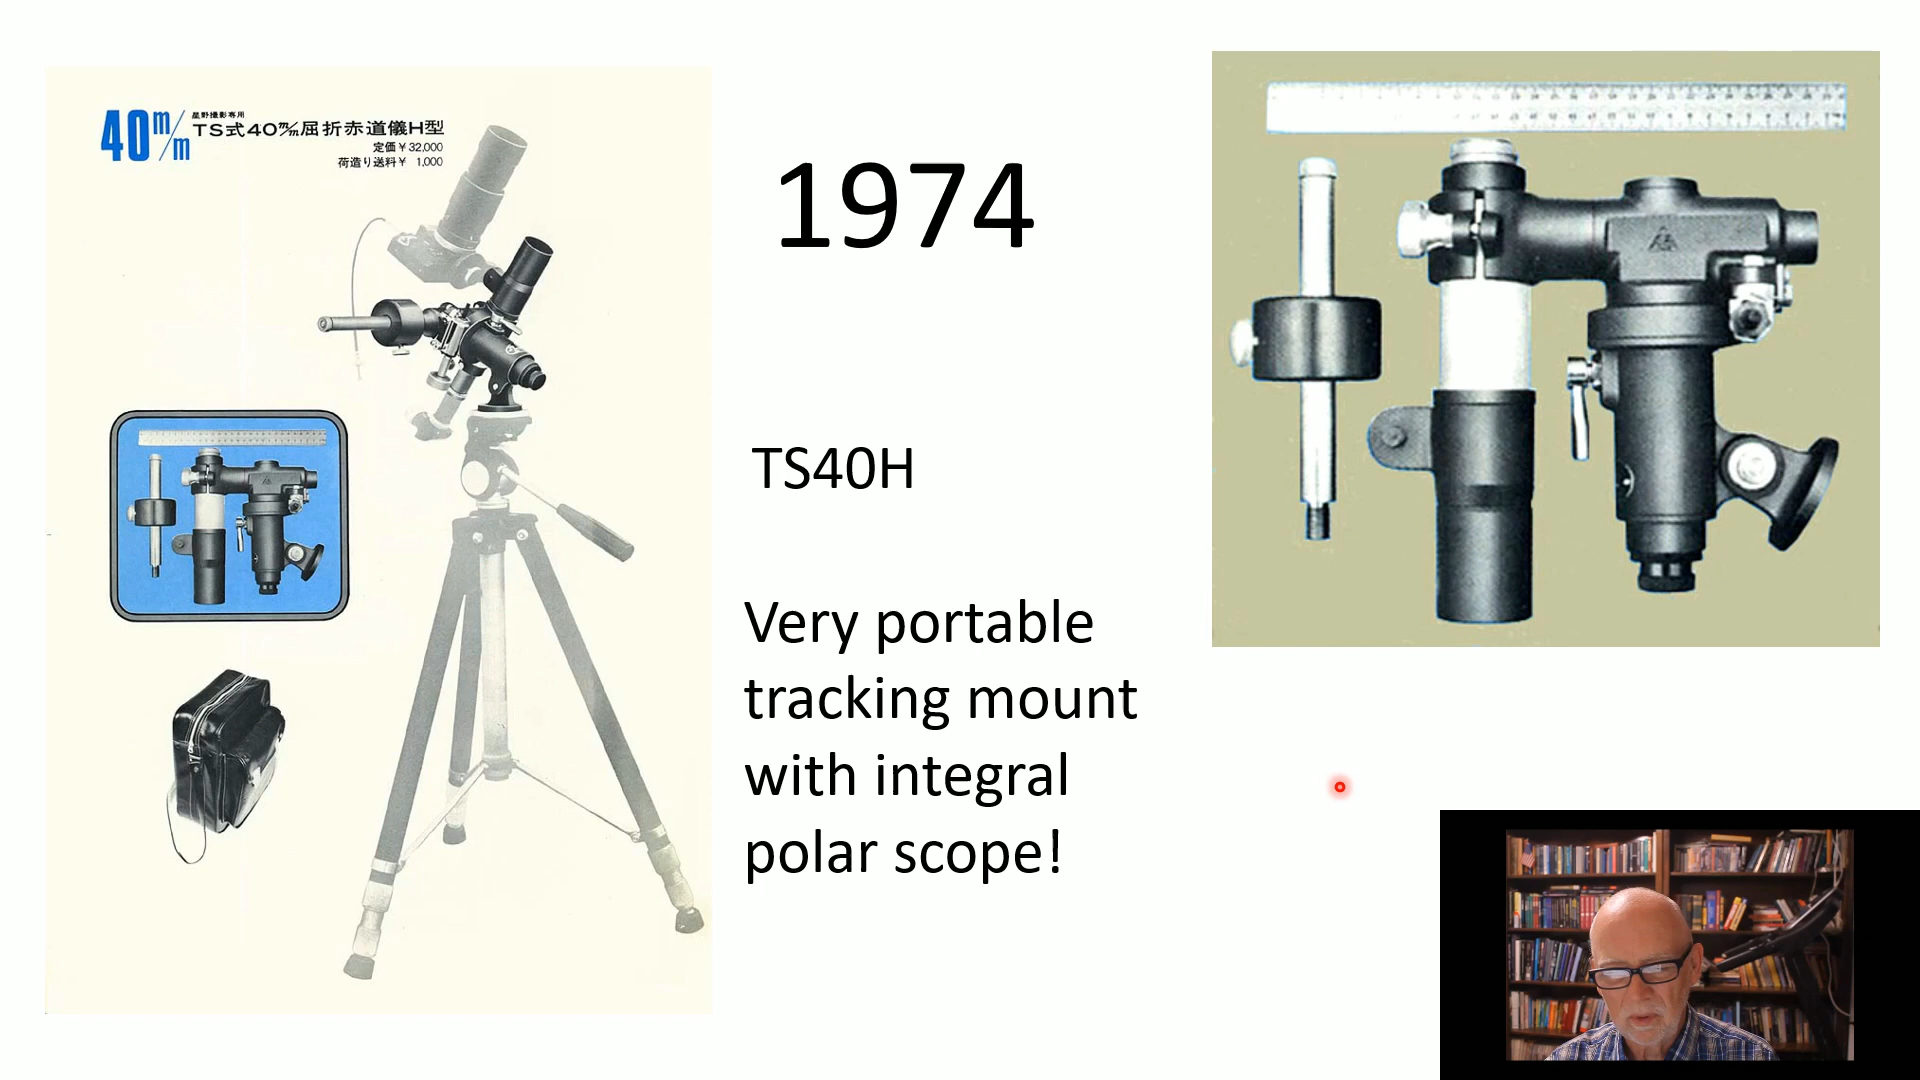 40m/m
星野撮影専用
TS式40m/m屈折赤道儀H型
定価¥32,000
荷造り送料¥ 1,000
1974
TS40H
Very portable
tracking mount
with integral
polar scope!